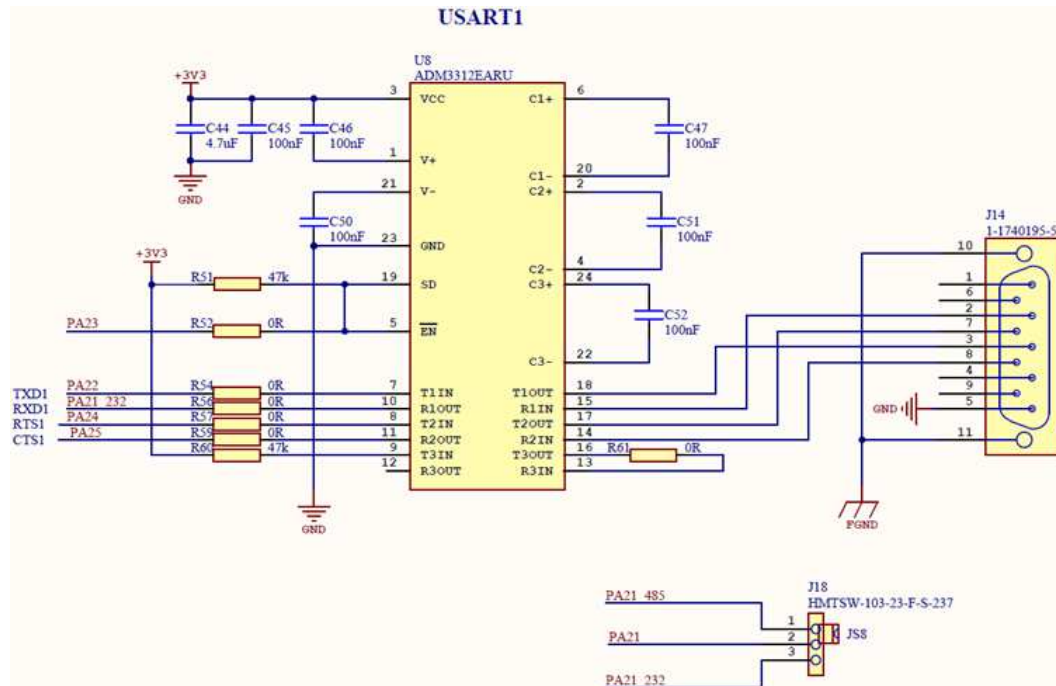 USART1
U8
ADM3312EARU
+3V3
3 VCC C1+ 6
C44
4.7uF
C45
100nF
C46
100nF
C47
100nF
1 V+
C1- 20
21 V- C2+ 2
GND
C50
100nF
C51
100nF
J14
1-1740195-5
23 GND
10
+3V3
C2- 4
R51 47k 19 SD C3+ 24
1
6
2
C52
100nF
PA23 R52 0R 5 EN
7
3
C3- 22
8
TXD1 PA22 R54 0R 7 T1IN T1OUT 18
4
RXD1 PA21_232 R56 0R 10 R1OUT R1IN 15
9
GND 5
RTS1 PA24 R57 0R 8 T2IN T2OUT 17
CTS1 PA25 R59 0R 11 R2OUT R2IN 14
11
R60 47k 9 T3IN T3OUT 16 R61 0R
12 R3OUT R3IN 13
GND
FGND
J18
HMTSW-103-23-F-S-237
PA21_485
1
JS8
PA21
2
3
PA21_232